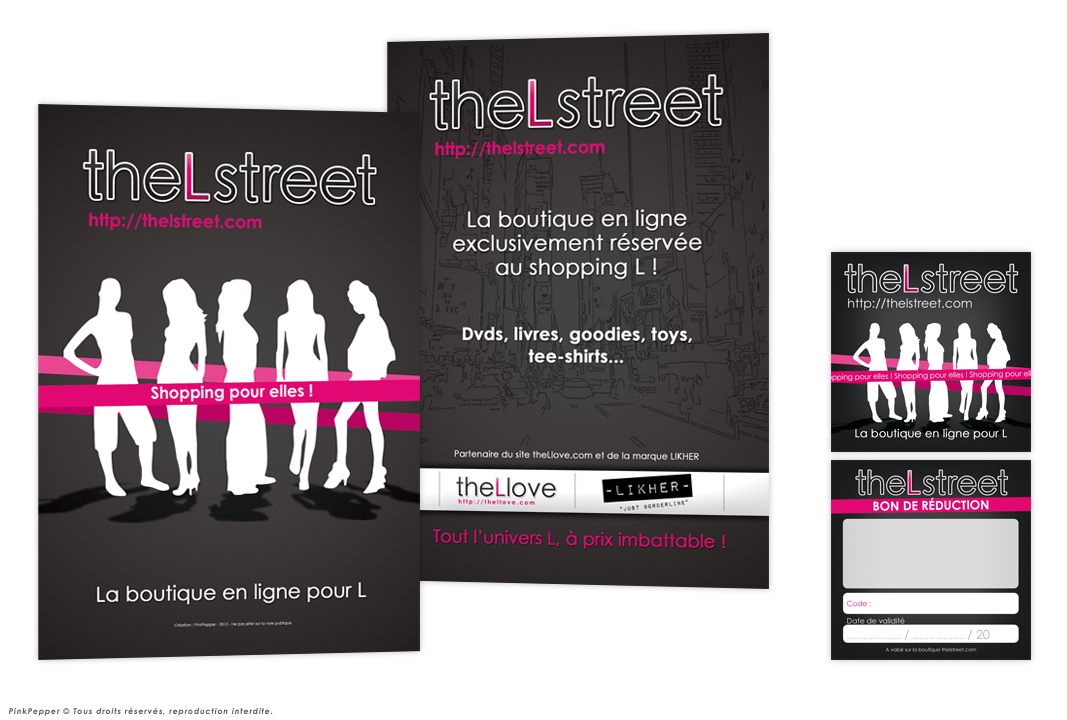 theLstreet
http://thelstreet.com
Shopping pour elles !
La boutique en ligne pour L
Création : PinkPepper - 2012 - Ne pas jeter sur la voie publique
theLstreet
http://thelstreet.com
La boutique en ligne
exclusivement réservée
au shopping L !
Dvds, livres, goodies, toys,
tee-shirts...
Partenaire du site theLlove.com et de la marque LIKHER
theLlove
http://thellove.com
-LIKHER-
"JUST BORDERLINE"
Tout l'univers L, à prix imbattable !
theLstreet
http://thelstreet.com
opping pour elles ! Shopping pour elles ! Shopping pour ell
La boutique en ligne pour L
theLstreet
BON DE RÉDUCTION
Code :
Date de validité
...................... / ...................... / 20
A valoir sur la boutique thelstreet.com
PinkPepper © Tous droits réservés, reproduction interdite.